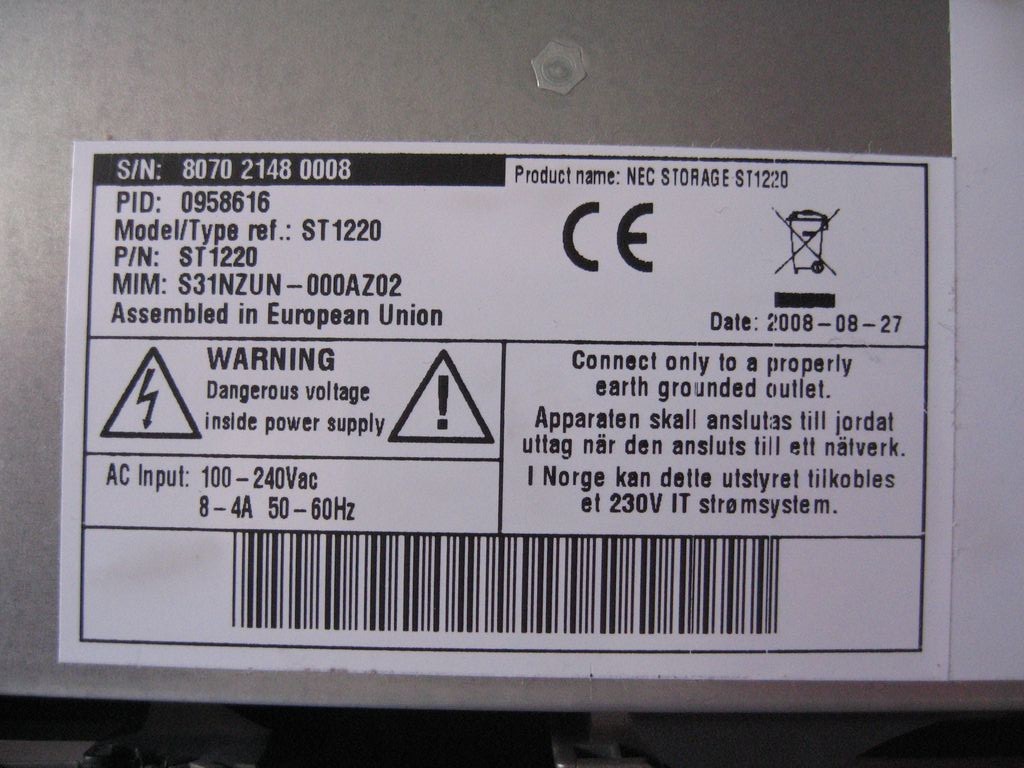 S/N: 8070 2148 0008
PID: 0958616
Model/Type ref.: ST1220
P/N: ST1220
MIM: S31NZUN-000AZ02
Assembled in European Union
Product name: NEC STORAGE ST1220
CE
Date: 2008-08-27
WARNING
Dangerous voltage
inside power supply
AC Input: 100-240Vac
8-4A 50-60Hz
Connect only to a properly
earth grounded outlet.
Apparaten skall anslutas till jordat
uttag när den ansluts till ett nätverk.
I Norge kan dette utstyret tilkobles
et 230V IT strømsystem.